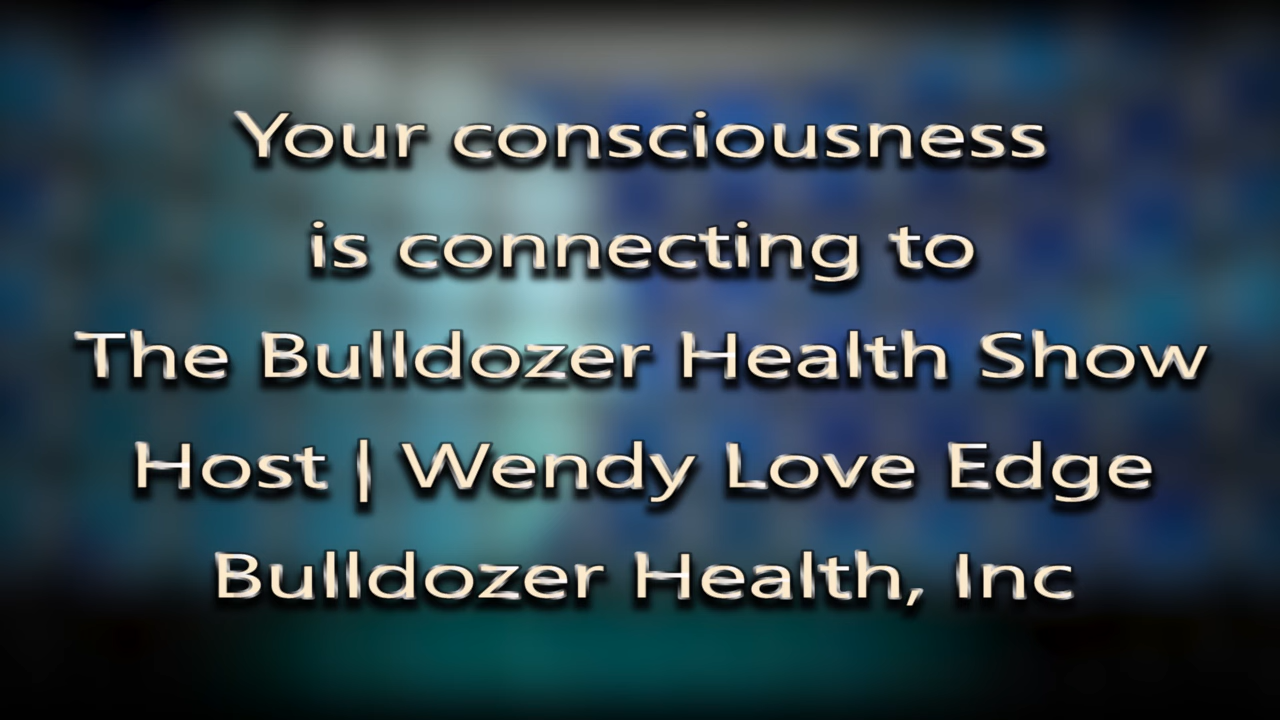 Your consciousness
is connecting to
The Bulldozer Health Show
Host | Wendy Love Edge
Bulldozer Health, Inc